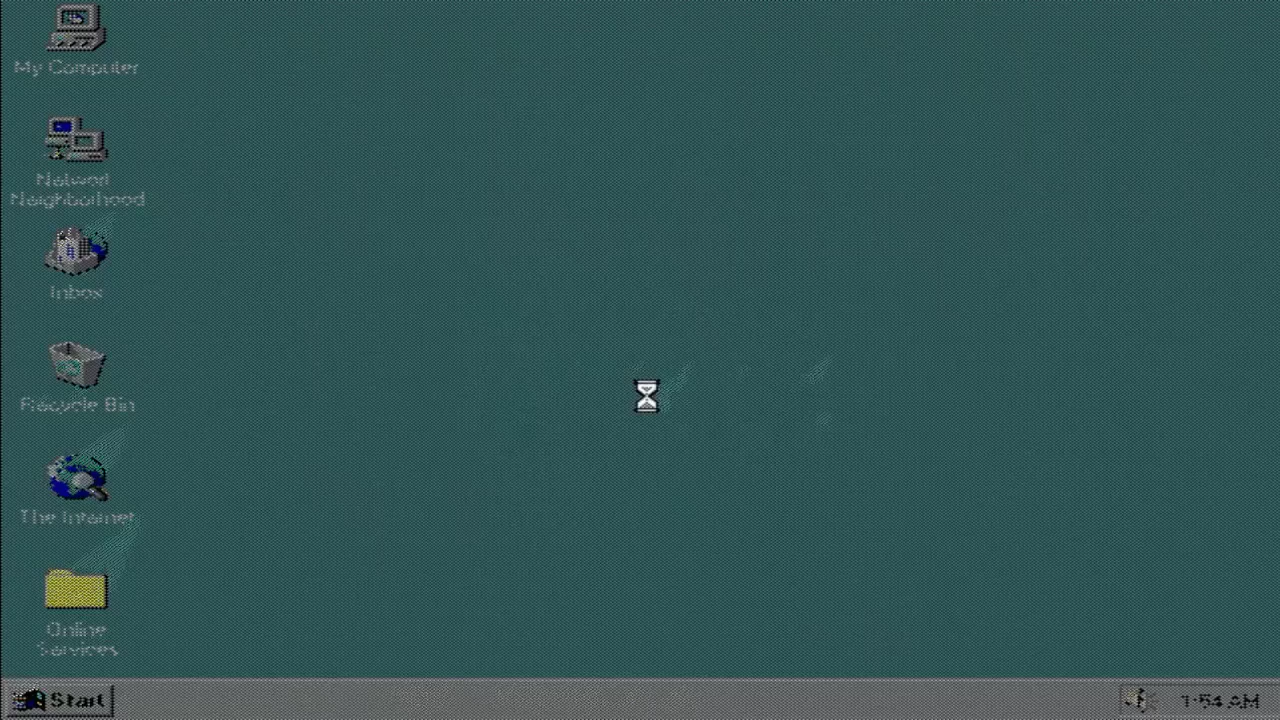 My Computer
Network
Neighborhood
Inbox
Recycle Bin
The Internet
Online
Services
Start
1:54 AM